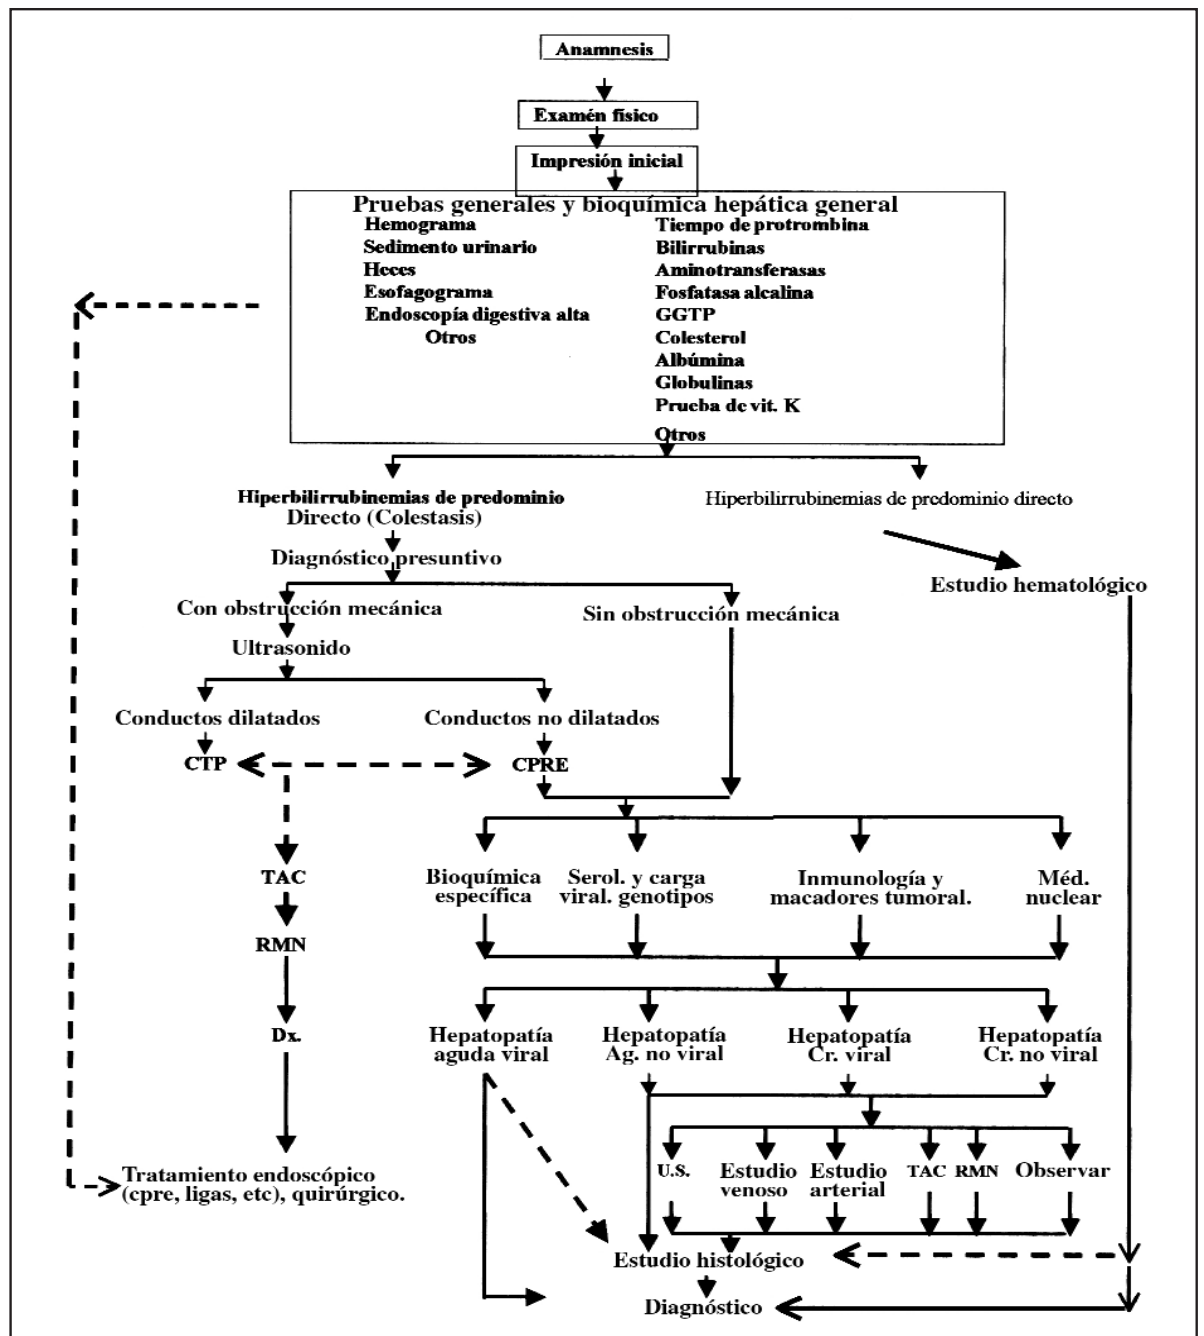 Anamnesis
Examén físico
Impresión inicial
Pruebas generales y bioquímica hepática general
Hemograma
Sedimento urinario
Heces
Esofagograma
Endoscopía digestiva alta
Otros
Tiempo de protrombina
Bilirrubinas
Aminotransferasas
Fosfatasa alcalina
GGTP
Colesterol
Albúmina
Globulinas
Prueba de vit. K
Otros
Hiperbilirrubinemias de predominio
Directo (Colestasis)
Hiperbilirrubinemias de predominio directo
Diagnóstico presuntivo
Estudio hematológico
Con obstrucción mecánica
Sin obstrucción mecánica
Ultrasonido
Conductos dilatados
Conductos no dilatados
CTP
CPRE
TAC
RMN
Dx.
Tratamiento endoscópico
(cpre, ligas, etc), quirúrgico.
Bioquímica
específica
Serol. y carga
viral. genotipos
Inmunología y
macadores tumoral.
Méd.
nuclear
Hepatopatía
aguda viral
Hepatopatía
Ag. no viral
Hepatopatía
Cr. viral
Hepatopatía
Cr. no viral
U.S.
Estudio
venoso
Estudio
arterial
TAC
RMN
Observar
Estudio histológico
Diagnóstico